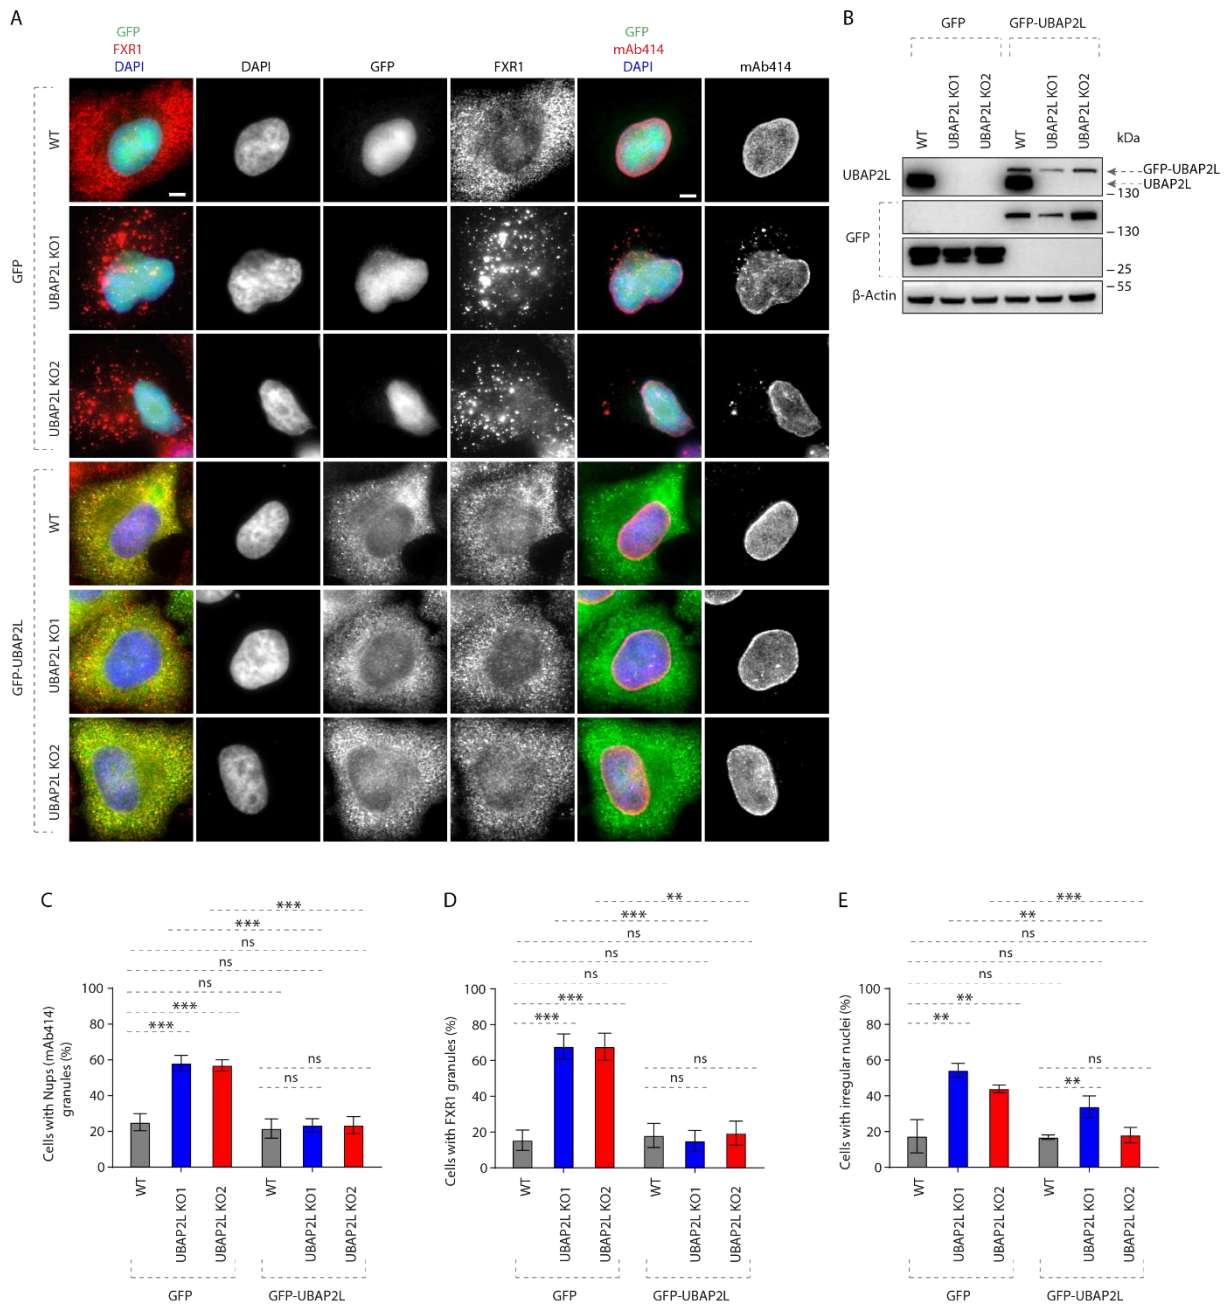 A
GFP
FXR1
DAPI
DAPI
GFP
FXR1
GFP
mAb414
DAPI
mAb414
GFP
WT
UBAP2L KO1
UBAP2L KO2
GFP-UBAP2L
WT
UBAP2L KO1
UBAP2L KO2
B
GFP
GFP-UBAP2L
WT
UBAP2L KO1
UBAP2L KO2
WT
UBAP2L KO1
UBAP2L KO2
kDa
UBAP2L
GFP-UBAP2L
UBAP2L
130
GFP
130
25
β-Actin
55
C
***
***
ns
ns
ns
***
***
ns
ns
Cells with Nups (mAb414)
granules (%)
100
80
60
40
20
0
WT
UBAP2L KO1
UBAP2L KO2
WT
UBAP2L KO1
UBAP2L KO2
GFP
GFP-UBAP2L
D
**
***
ns
ns
ns
***
***
ns
ns
Cells with FXR1 granules (%)
100
80
60
40
20
0
WT
UBAP2L KO1
UBAP2L KO2
WT
UBAP2L KO1
UBAP2L KO2
GFP
GFP-UBAP2L
E
***
**
ns
ns
ns
**
**
ns
**
Cells with irregular nuclei (%)
100
80
60
40
20
0
WT
UBAP2L KO1
UBAP2L KO2
WT
UBAP2L KO1
UBAP2L KO2
GFP
GFP-UBAP2L